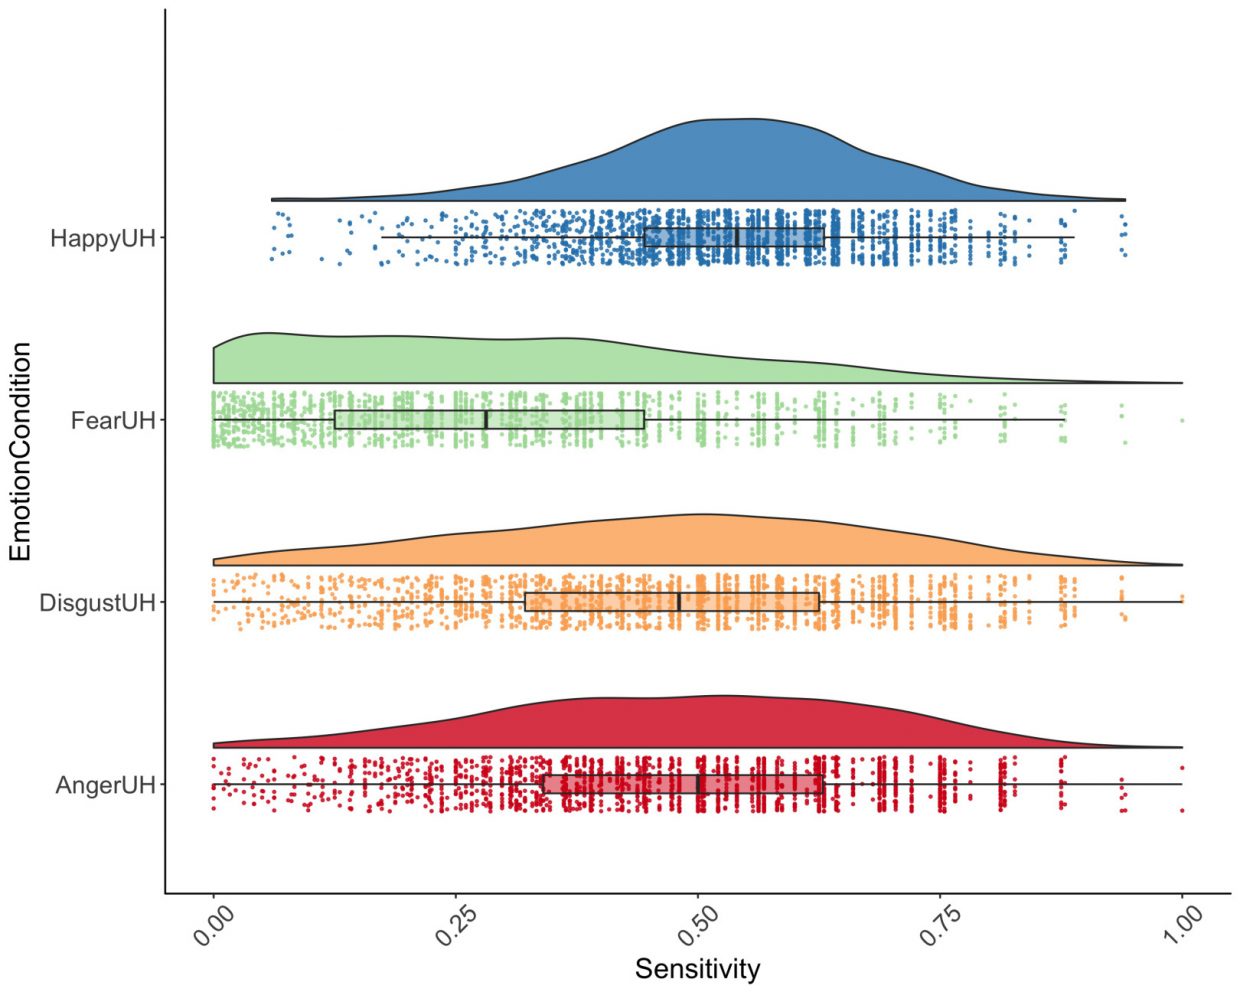 EmotionCondition
HappyUH
FearUH
DisgustUH
AngerUH
0.00
0.25
0.50
0.75
1.00
Sensitivity